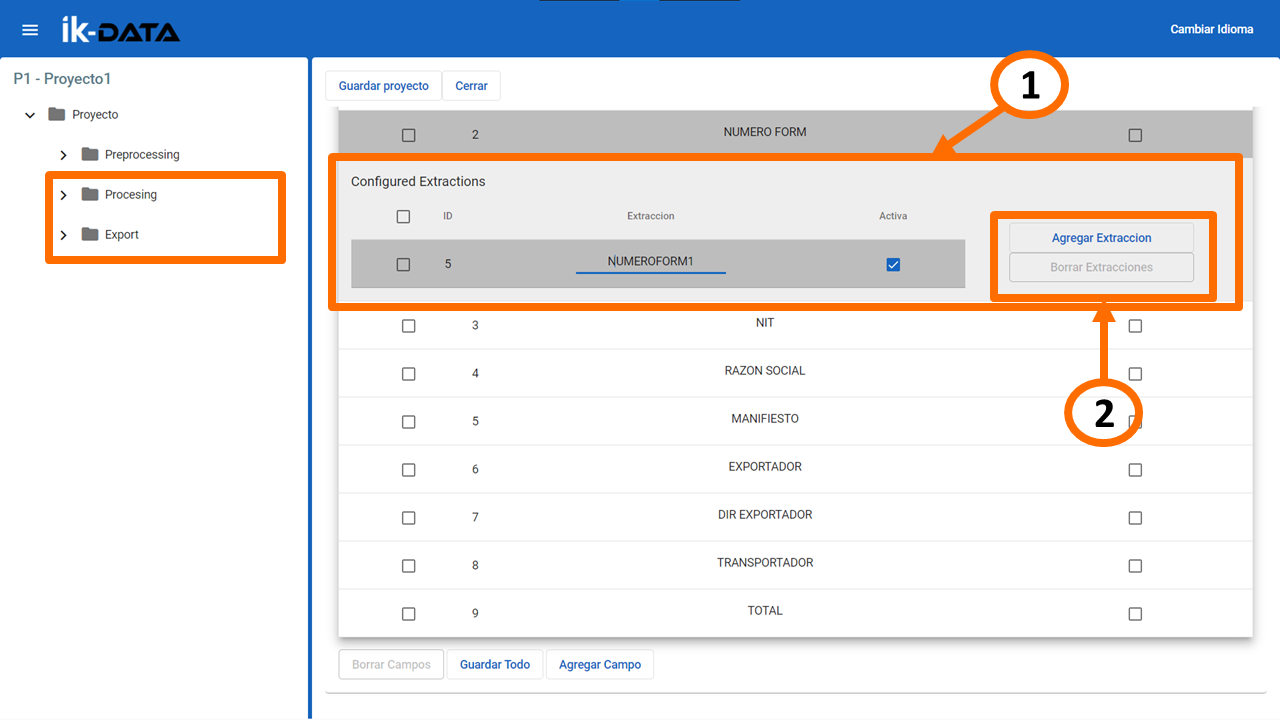 ik-DATA
Cambiar Idioma
P1 - Proyecto1
Proyecto
Preprocessing
Procesing
Export
Guardar proyecto Cerrar
1
2 NUMERO FORM
Configured Extractions
ID Extraccion Activa
5 NUMEROFORM1
Agregar Extraccion
Borrar Extracciones
3 NIT
4 RAZON SOCIAL
5 MANIFIESTO
2
6 EXPORTADOR
7 DIR EXPORTADOR
8 TRANSPORTADOR
9 TOTAL
Borrar Campos Guardar Todo Agregar Campo